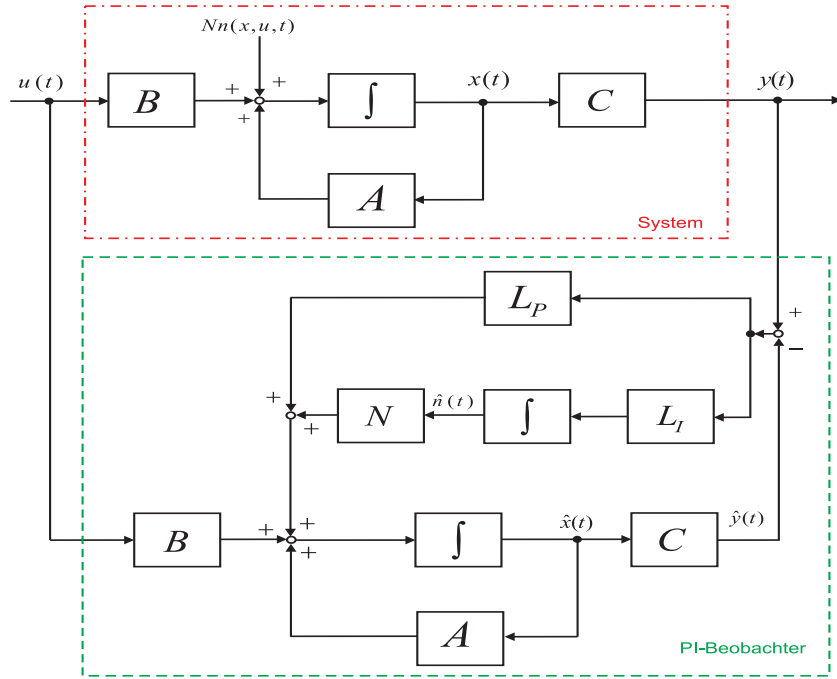 Nn(x,u,t)
u(t)
x(t)
y(t)
+
+
+
B
∫
C
A
System
L_P
+
−
+
+
N
n̂(t)
∫
L_I
B
+
+
+
∫
x̂(t)
C
ŷ(t)
A
PI-Beobachter